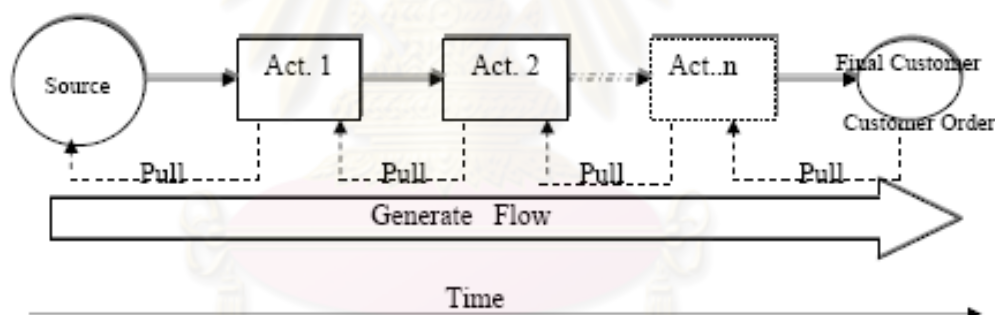 Source
Act. 1
Act. 2
Act..n
Final Customer
Customer Order
Pull
Pull
Pull
Pull
Generate Flow
Time